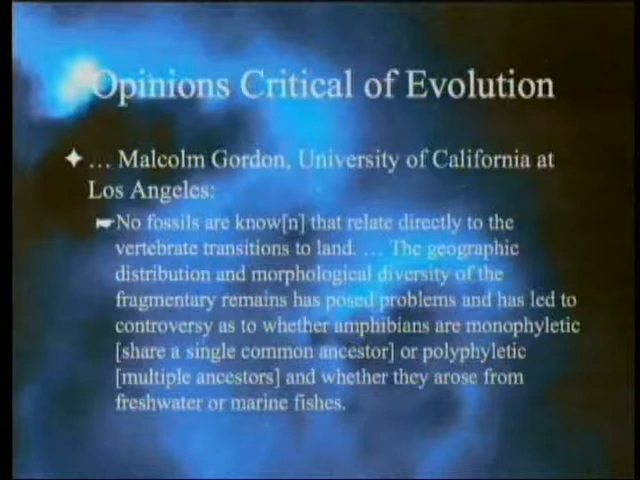 Opinions Critical of Evolution
… Malcolm Gordon, University of California at
Los Angeles:
No fossils are know[n] that relate directly to the
vertebrate transitions to land. … The geographic
distribution and morphological diversity of the
fragmentary remains has posed problems and has led to
controversy as to whether amphibians are monophyletic
[share a single common ancestor] or polyphyletic
[multiple ancestors] and whether they arose from
freshwater or marine fishes.